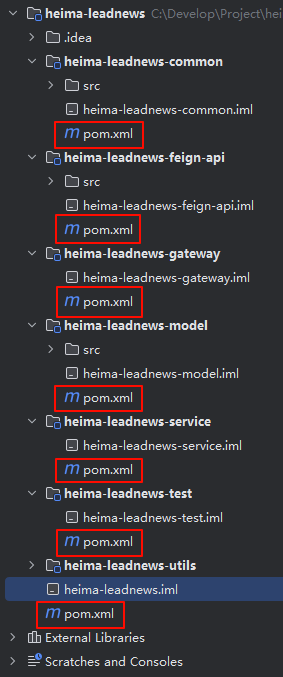 heima-leadnews C:\Develop\Project\hei
.idea
heima-leadnews-common
src
heima-leadnews-common.iml
m pom.xml
heima-leadnews-feign-api
src
heima-leadnews-feign-api.iml
m pom.xml
heima-leadnews-gateway
heima-leadnews-gateway.iml
m pom.xml
heima-leadnews-model
src
heima-leadnews-model.iml
m pom.xml
heima-leadnews-service
heima-leadnews-service.iml
m pom.xml
heima-leadnews-test
heima-leadnews-test.iml
m pom.xml
heima-leadnews-utils
heima-leadnews.iml
m pom.xml
External Libraries
Scratches and Consoles